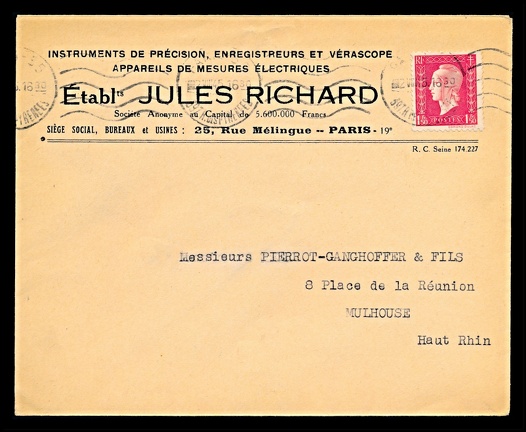 INSTRUMENTS DE PRÉCISION, ENREGISTREURS ET VÉRASCOPE
APPAREILS DE MESURES ÉLECTRIQUES
Établts JULES RICHARD
Société Anonyme au Capital de 5.600.000 Francs
SIÈGE SOCIAL, BUREAUX et USINES : 25, Rue Mélingue -- PARIS - 19e
R. C. Seine 174.227
RF
POSTES
Messieurs PIERROT-GANGHOFFER & FILS
8 Place de la Réunion
MULHOUSE
Haut Rhin